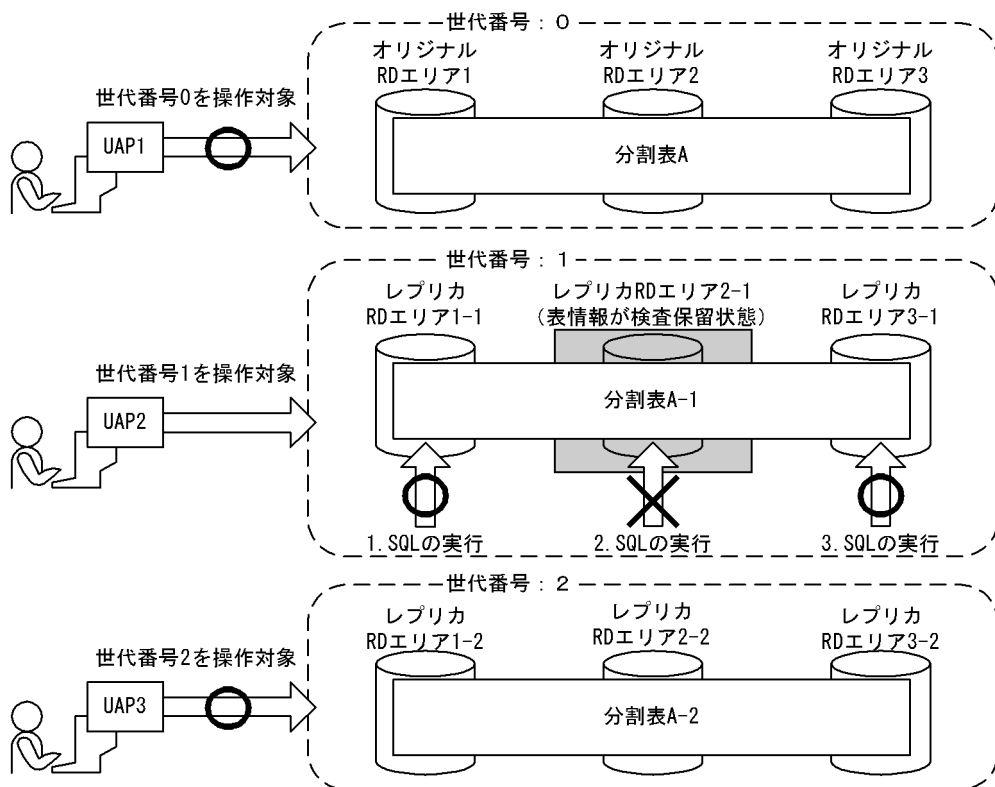 世代番号：０
オリジナル
RDエリア1
オリジナル
RDエリア2
オリジナル
RDエリア3
世代番号0を操作対象
UAP1
分割表A
世代番号：１
レプリカ
RDエリア1-1
レプリカRDエリア2-1
（表情報が検査保留状態）
レプリカ
RDエリア3-1
世代番号1を操作対象
UAP2
分割表A-1
1.SQLの実行
2.SQLの実行
3.SQLの実行
世代番号：２
レプリカ
RDエリア1-2
レプリカ
RDエリア2-2
レプリカ
RDエリア3-2
世代番号2を操作対象
UAP3
分割表A-2